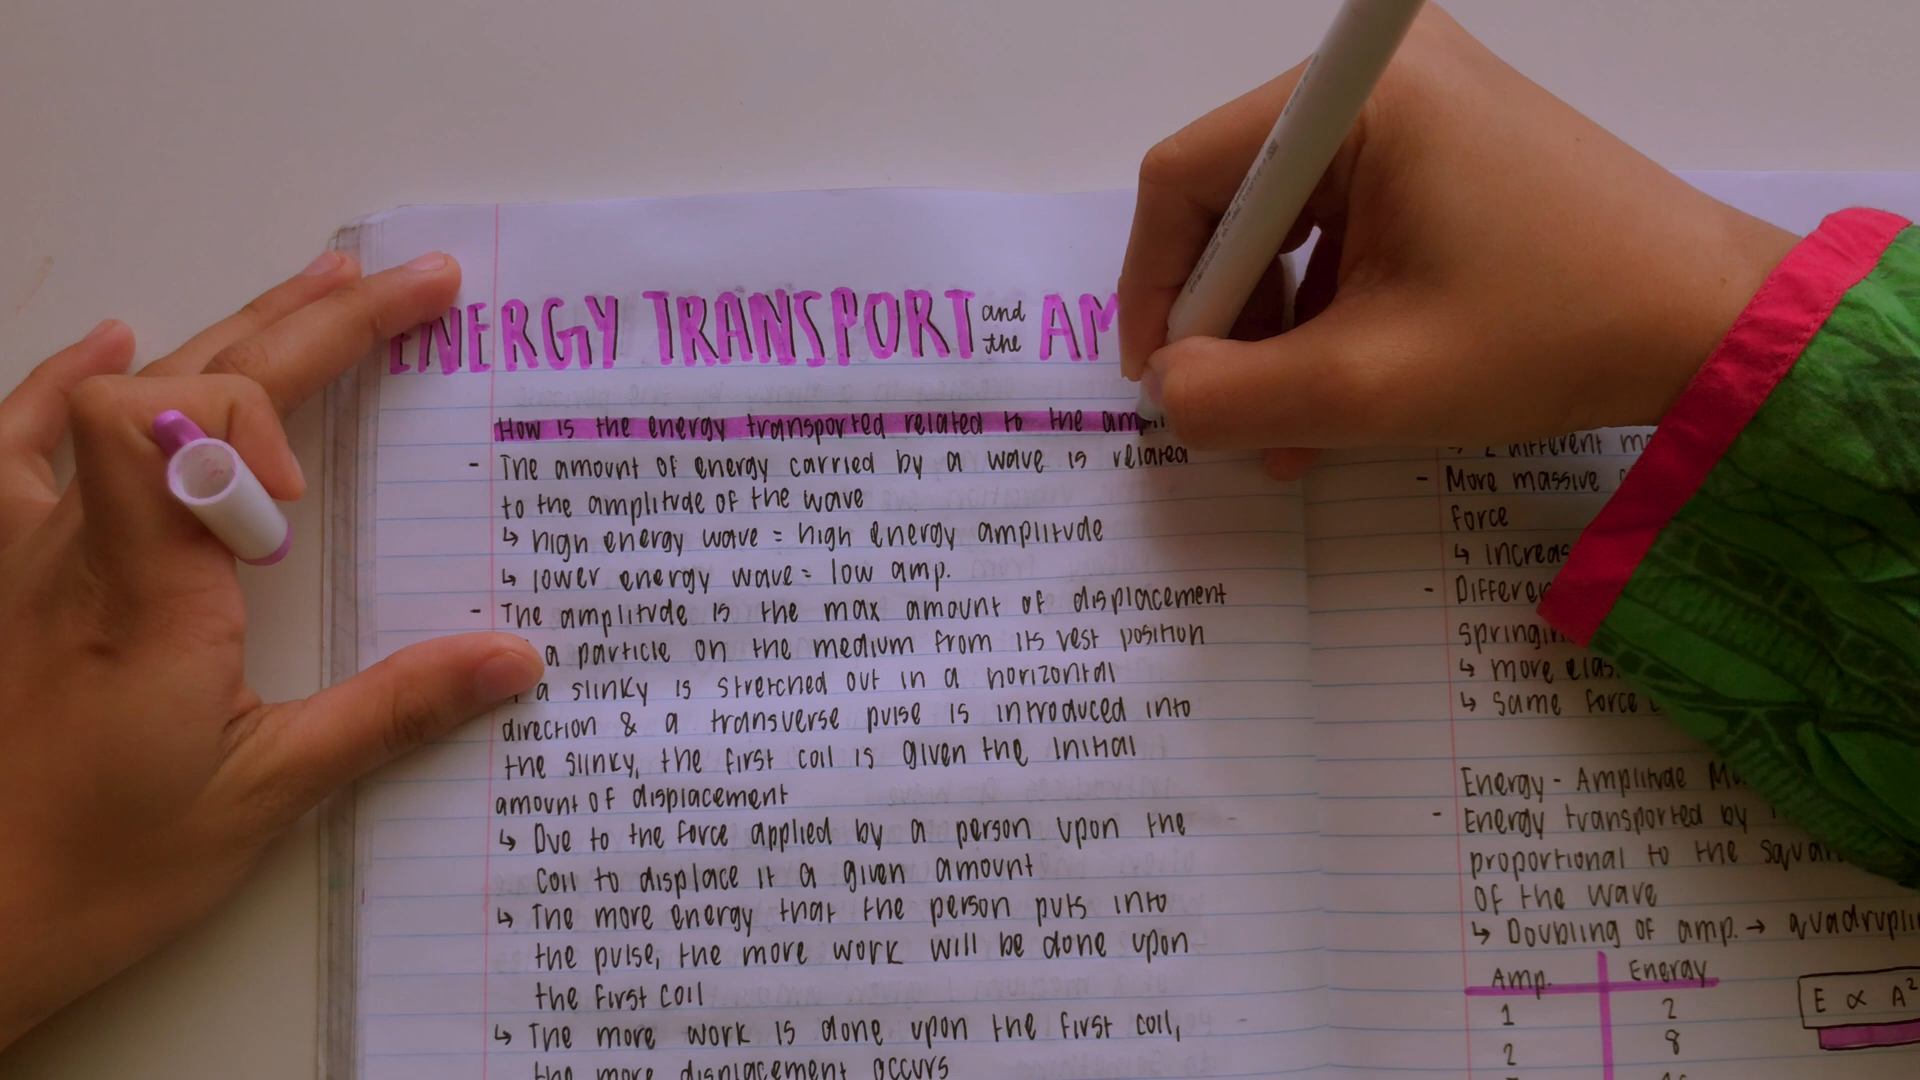 ENERGY TRANSPORT and the AM
How is the energy transported related to the am
- The amount of energy carried by a wave is related
to the amplitude of the wave
↳ high energy wave = high energy amplitude
↳ lower energy wave = low amp.
- The amplitude is the max amount of displacement
a particle on the medium from its rest position
a slinky is stretched out in a horizontal
direction & a transverse pulse is introduced into
the slinky, the first coil is given the initial
amount of displacement
↳ Due to the force applied by a person upon the
coil to displace it a given amount
↳ The more energy that the person puts into
the pulse, the more work will be done upon
the first coil
↳ The more work is done upon the first coil,
the more displacement occurs
↳ 2 different
- More massive
force
↳ increas
- Differen
springin
↳ more elas
↳ same force
Energy - Amplitude M
- Energy transported by
proportional to the squar
of the wave
↳ Doubling of amp. → quadrupli
Amp. Energy
1 2
2 8
E ∝ A²